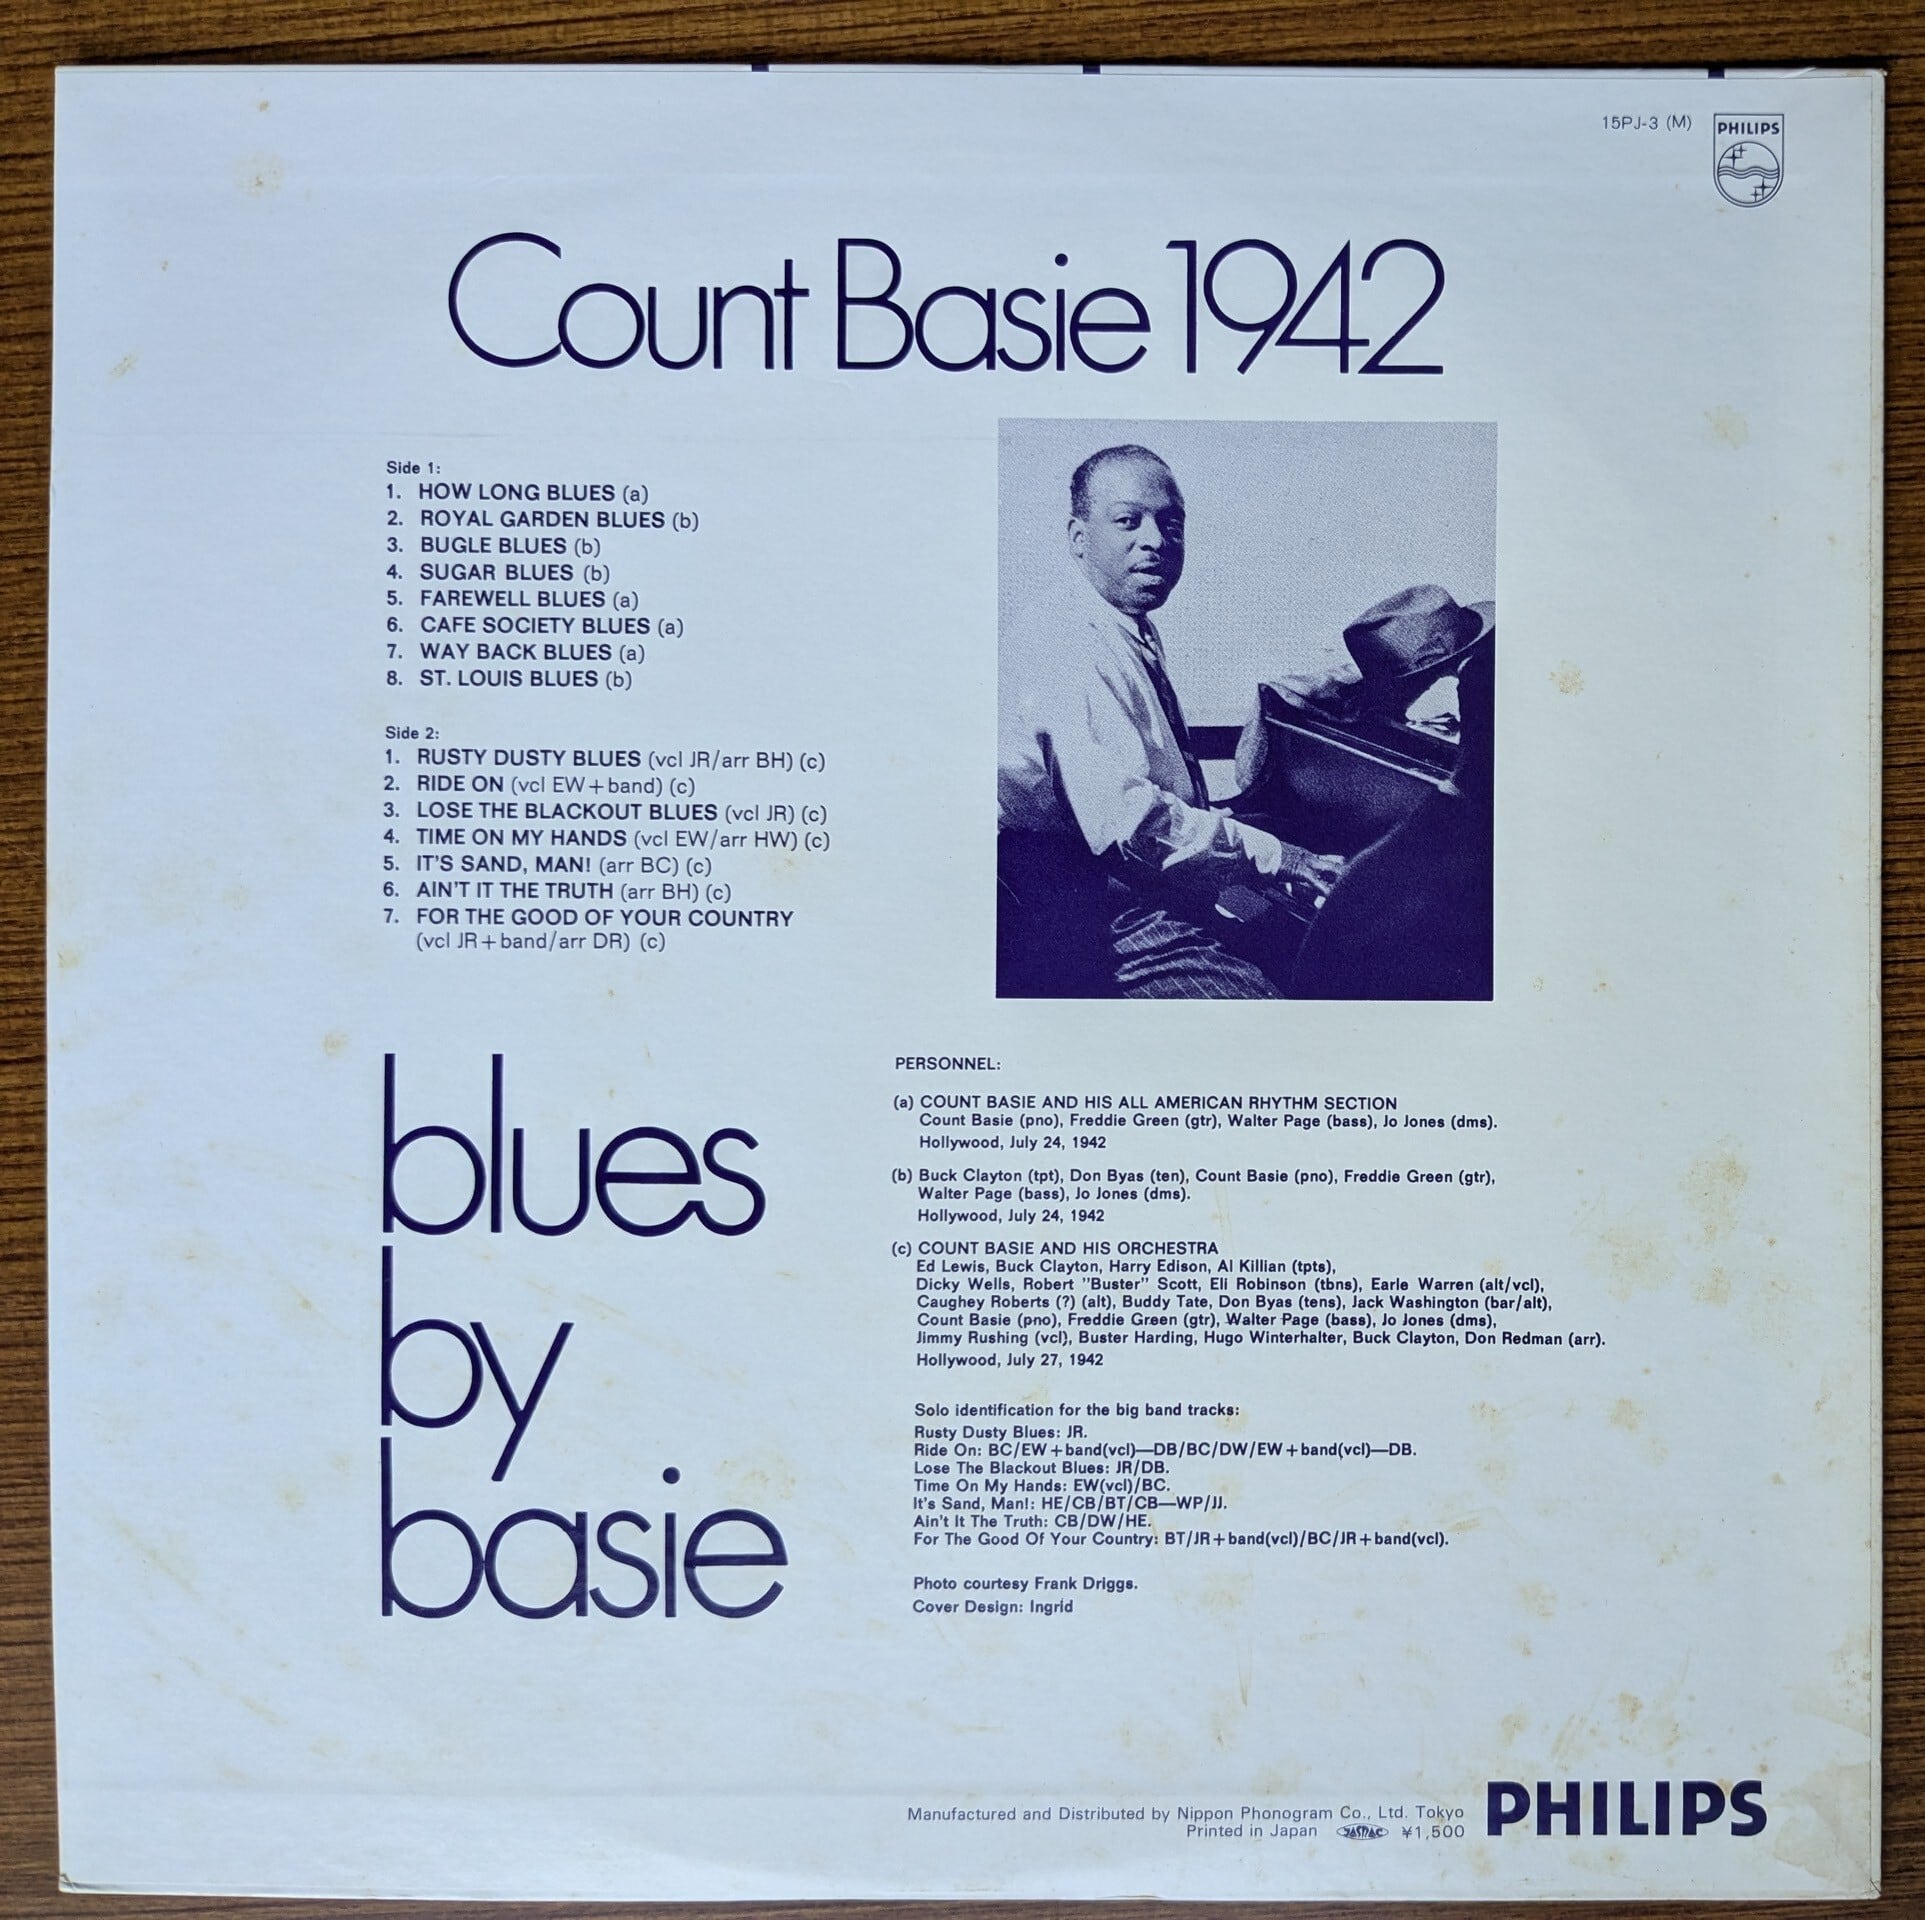 15PJ-3 (M)
PHILIPS
Count Basie 1942
Side 1:
1. HOW LONG BLUES (a)
2. ROYAL GARDEN BLUES (b)
3. BUGLE BLUES (b)
4. SUGAR BLUES (b)
5. FAREWELL BLUES (a)
6. CAFE SOCIETY BLUES (a)
7. WAY BACK BLUES (a)
8. ST. LOUIS BLUES (b)
Side 2:
1. RUSTY DUSTY BLUES (vcl JR/arr BH) (c)
2. RIDE ON (vcl EW+band) (c)
3. LOSE THE BLACKOUT BLUES (vcl JR) (c)
4. TIME ON MY HANDS (vcl EW/arr HW) (c)
5. IT'S SAND, MAN! (arr BC) (c)
6. AIN'T IT THE TRUTH (arr BH) (c)
7. FOR THE GOOD OF YOUR COUNTRY
(vcl JR+band/arr DR) (c)
blues
by
basie
PERSONNEL:
(a) COUNT BASIE AND HIS ALL AMERICAN RHYTHM SECTION
Count Basie (pno), Freddie Green (gtr), Walter Page (bass), Jo Jones (dms).
Hollywood, July 24, 1942
(b) Buck Clayton (tpt), Don Byas (ten), Count Basie (pno), Freddie Green (gtr),
Walter Page (bass), Jo Jones (dms).
Hollywood, July 24, 1942
(c) COUNT BASIE AND HIS ORCHESTRA
Ed Lewis, Buck Clayton, Harry Edison, Al Killian (tpts),
Dicky Wells, Robert "Buster" Scott, Eli Robinson (tbns), Earle Warren (alt/vcl),
Caughey Roberts (?) (alt), Buddy Tate, Don Byas (tens), Jack Washington (bar/alt),
Count Basie (pno), Freddie Green (gtr), Walter Page (bass), Jo Jones (dms),
Jimmy Rushing (vcl), Buster Harding, Hugo Winterhalter, Buck Clayton, Don Redman (arr).
Hollywood, July 27, 1942
Solo identification for the big band tracks:
Rusty Dusty Blues: JR.
Ride On: BC/EW+band(vcl)—DB/BC/DW/EW+band(vcl)—DB.
Lose The Blackout Blues: JR/DB.
Time On My Hands: EW(vcl)/BC.
It's Sand, Man!: HE/CB/BT/CB—WP/JJ.
Ain't It The Truth: CB/DW/HE.
For The Good Of Your Country: BT/JR+band(vcl)/BC/JR+band(vcl).
Photo courtesy Frank Driggs.
Cover Design: Ingrid
Manufactured and Distributed by Nippon Phonogram Co., Ltd. Tokyo
Printed in Japan JASRAC ¥1,500
PHILIPS